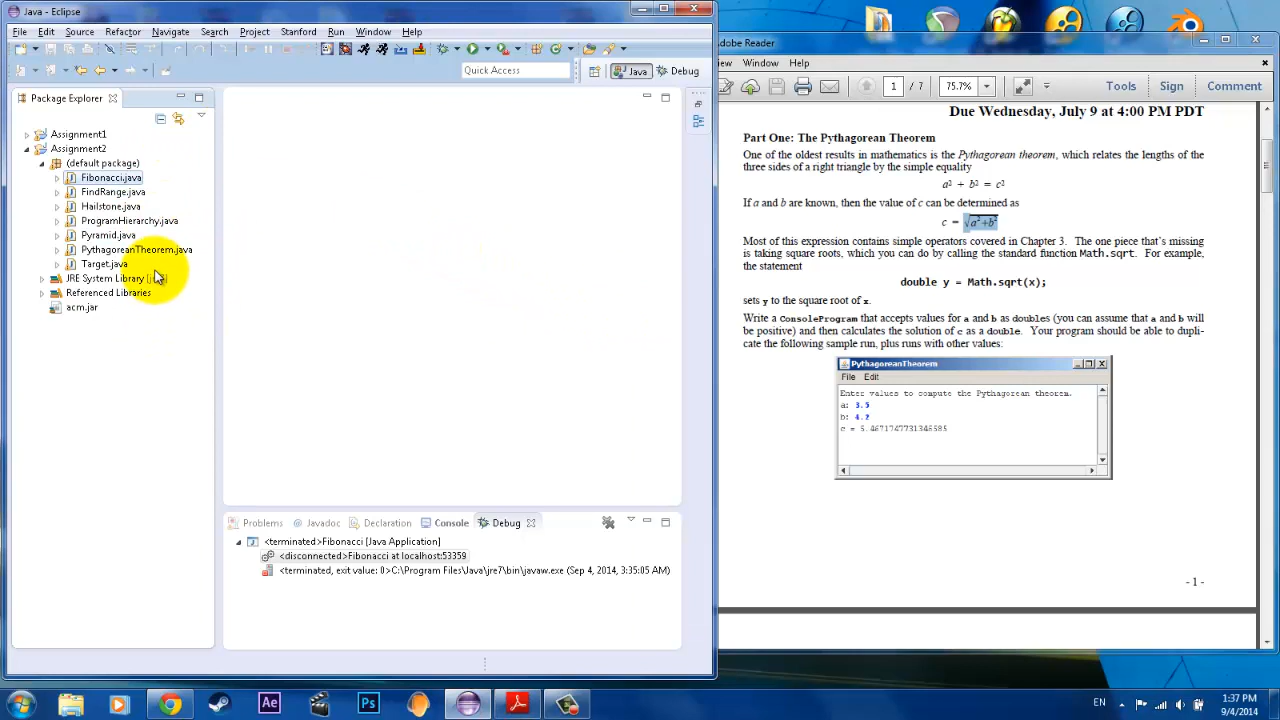 Java - Eclipse
File Edit Source Refactor Navigate Search Project Standrd Run Window Help
Quick Access
Java
Debug
Package Explorer
Assignment1
Assignment2
(default package)
Fibonacci.java
FindRange.java
Hailstone.java
ProgramHierarchy.java
Pyramid.java
PythagoreanTheorem.java
Target.java
JRE System Library
Referenced Libraries
acm.jar
Problems Javadoc Declaration Console Debug
<terminated>Fibonacci [Java Application]
<disconnected>Fibonacci at localhost:53359
<terminated, exit value: 0>C:\Program Files\Java\jre7\bin\javaw.exe (Sep 4, 2014, 3:35:05 AM)
dobe Reader
iew Window Help
1 / 7 75.7% Tools Sign Comment
Due Wednesday, July 9 at 4:00 PM PDT
Part One: The Pythagorean Theorem
One of the oldest results in mathematics is the Pythagorean theorem, which relates the lengths of the
three sides of a right triangle by the simple equality
a² + b² = c²
If a and b are known, then the value of c can be determined as
c = √a²+b²
Most of this expression contains simple operators covered in Chapter 3. The one piece that's missing
is taking square roots, which you can do by calling the standard function Math.sqrt. For example,
the statement
double y = Math.sqrt(x);
sets y to the square root of x.
Write a ConsoleProgram that accepts values for a and b as doubles (you can assume that a and b will
be positive) and then calculates the solution of c as a double. Your program should be able to dupli-
cate the following sample run, plus runs with other values:
PythagoreanTheorem
File Edit
Enter values to compute the Pythagorean theorem.
a: 3.5
b: 4.2
c = 5.4671747731346585
- 1 -
Ae
Ps
EN
1:37 PM
9/4/2014